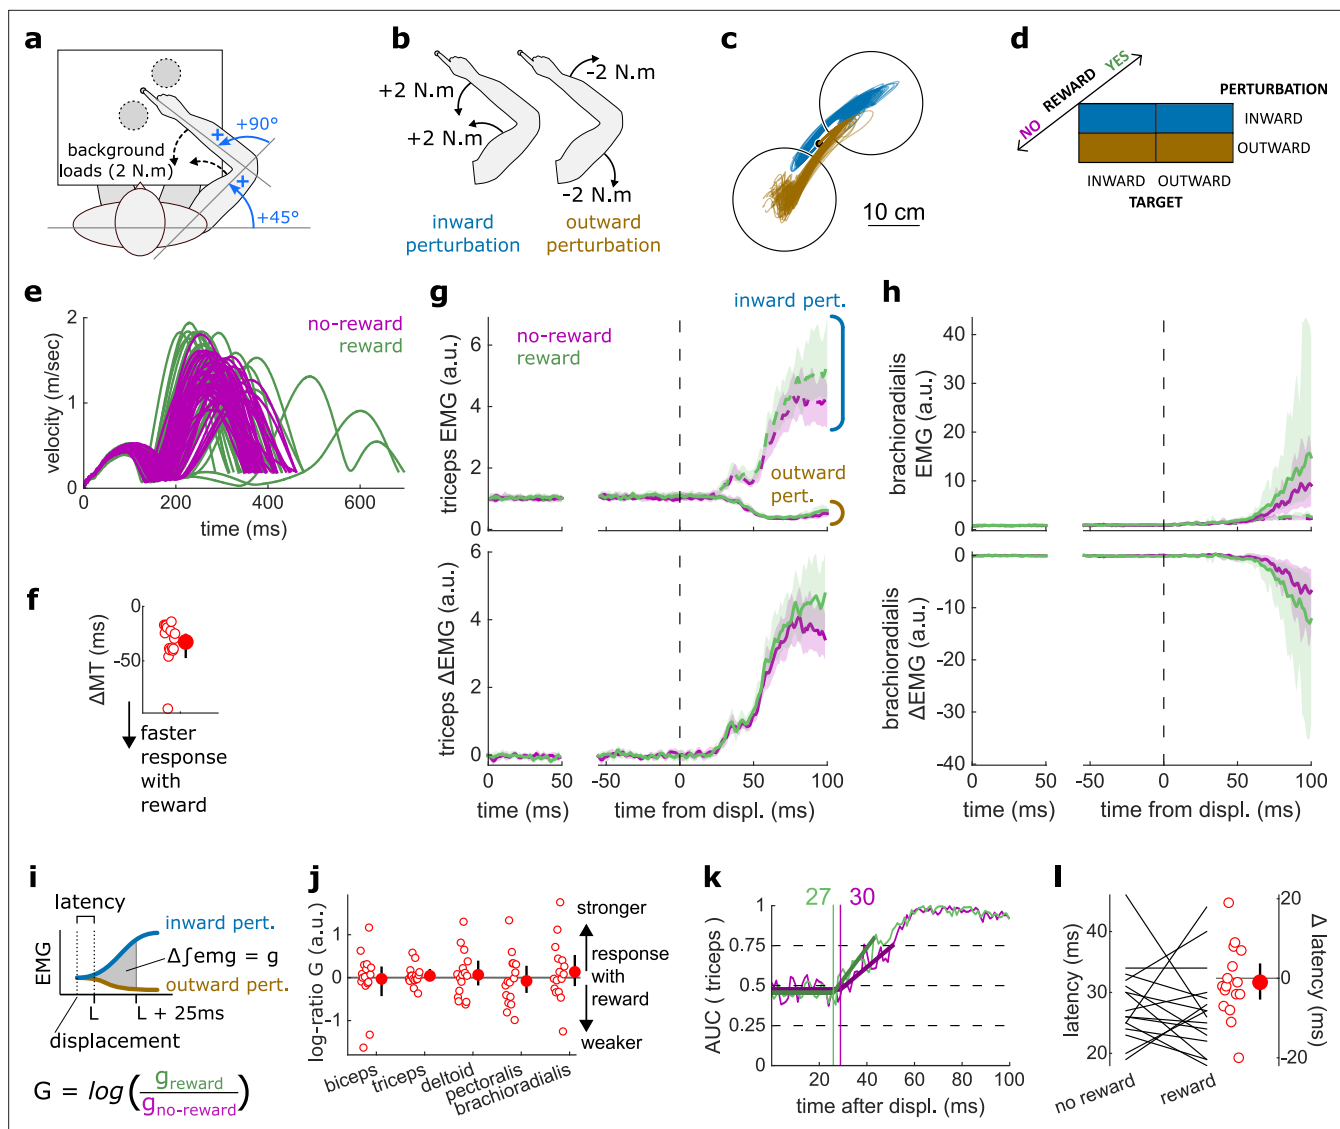 a
+90°
+
background
loads (2 N.m)
+
+45°
b
-2 N.m
+2 N.m
+2 N.m
-2 N.m
inward
perturbation
outward
perturbation
c
10 cm
d
NO REWARD YES
PERTURBATION
INWARD
OUTWARD
INWARD OUTWARD
TARGET
e
no-reward
reward
velocity (m/sec)
2
1
0
0 200 400 600
time (ms)
f
ΔMT (ms)
0
-50
faster
response
with
reward
g
inward pert.
no-reward
reward
triceps EMG (a.u.)
6
4
2
0
outward
pert.
triceps ΔEMG (a.u.)
6
4
2
0
0 50 -50 0 50 100
time (ms) time from displ. (ms)
h
brachioradialis
EMG (a.u.)
40
30
20
10
0
brachioradialis
ΔEMG (a.u.)
0
-10
-20
-30
-40
0 50 -50 0 50 100
time (ms) time from displ. (ms)
i
latency
EMG
inward pert.
Δ∫emg = g
outward pert.
L L + 25ms
displacement
G = log( g reward / g no-reward )
j
log-ratio G (a.u.)
1
0
-1
stronger
response
with
reward
weaker
biceps
triceps
deltoid
pectoralis
brachioradialis
k
27 30
AUC ( triceps )
1
0.75
0.5
0.25
0
20 40 60 80 100
time after displ. (ms)
l
latency (ms)
40
30
20
no reward
reward
20
0
-20
Δ latency (ms)